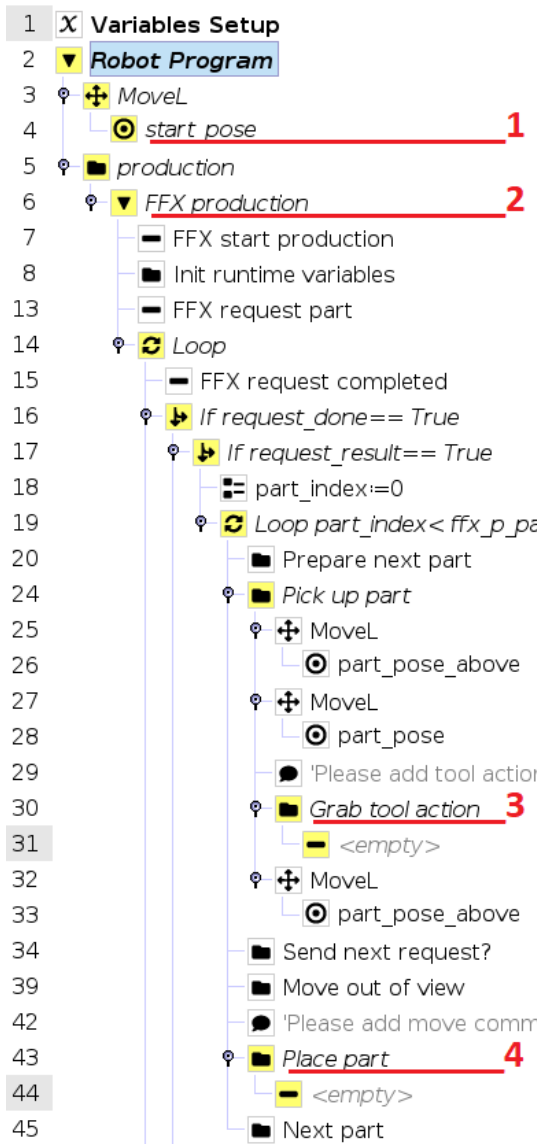 1 X Variables Setup
2 Robot Program
3 MoveL
4 start_pose 1
5 production
6 FFX production 2
7 FFX start production
8 Init runtime variables
13 FFX request part
14 Loop
15 FFX request completed
16 If request_done== True
17 If request_result== True
18 part_index:=0
19 Loop part_index< ffx_p_pa
20 Prepare next part
24 Pick up part
25 MoveL
26 part_pose_above
27 MoveL
28 part_pose
29 'Please add tool action
30 Grab tool action 3
31 <empty>
32 MoveL
33 part_pose_above
34 Send next request?
39 Move out of view
42 'Please add move comm
43 Place part 4
44 <empty>
45 Next part